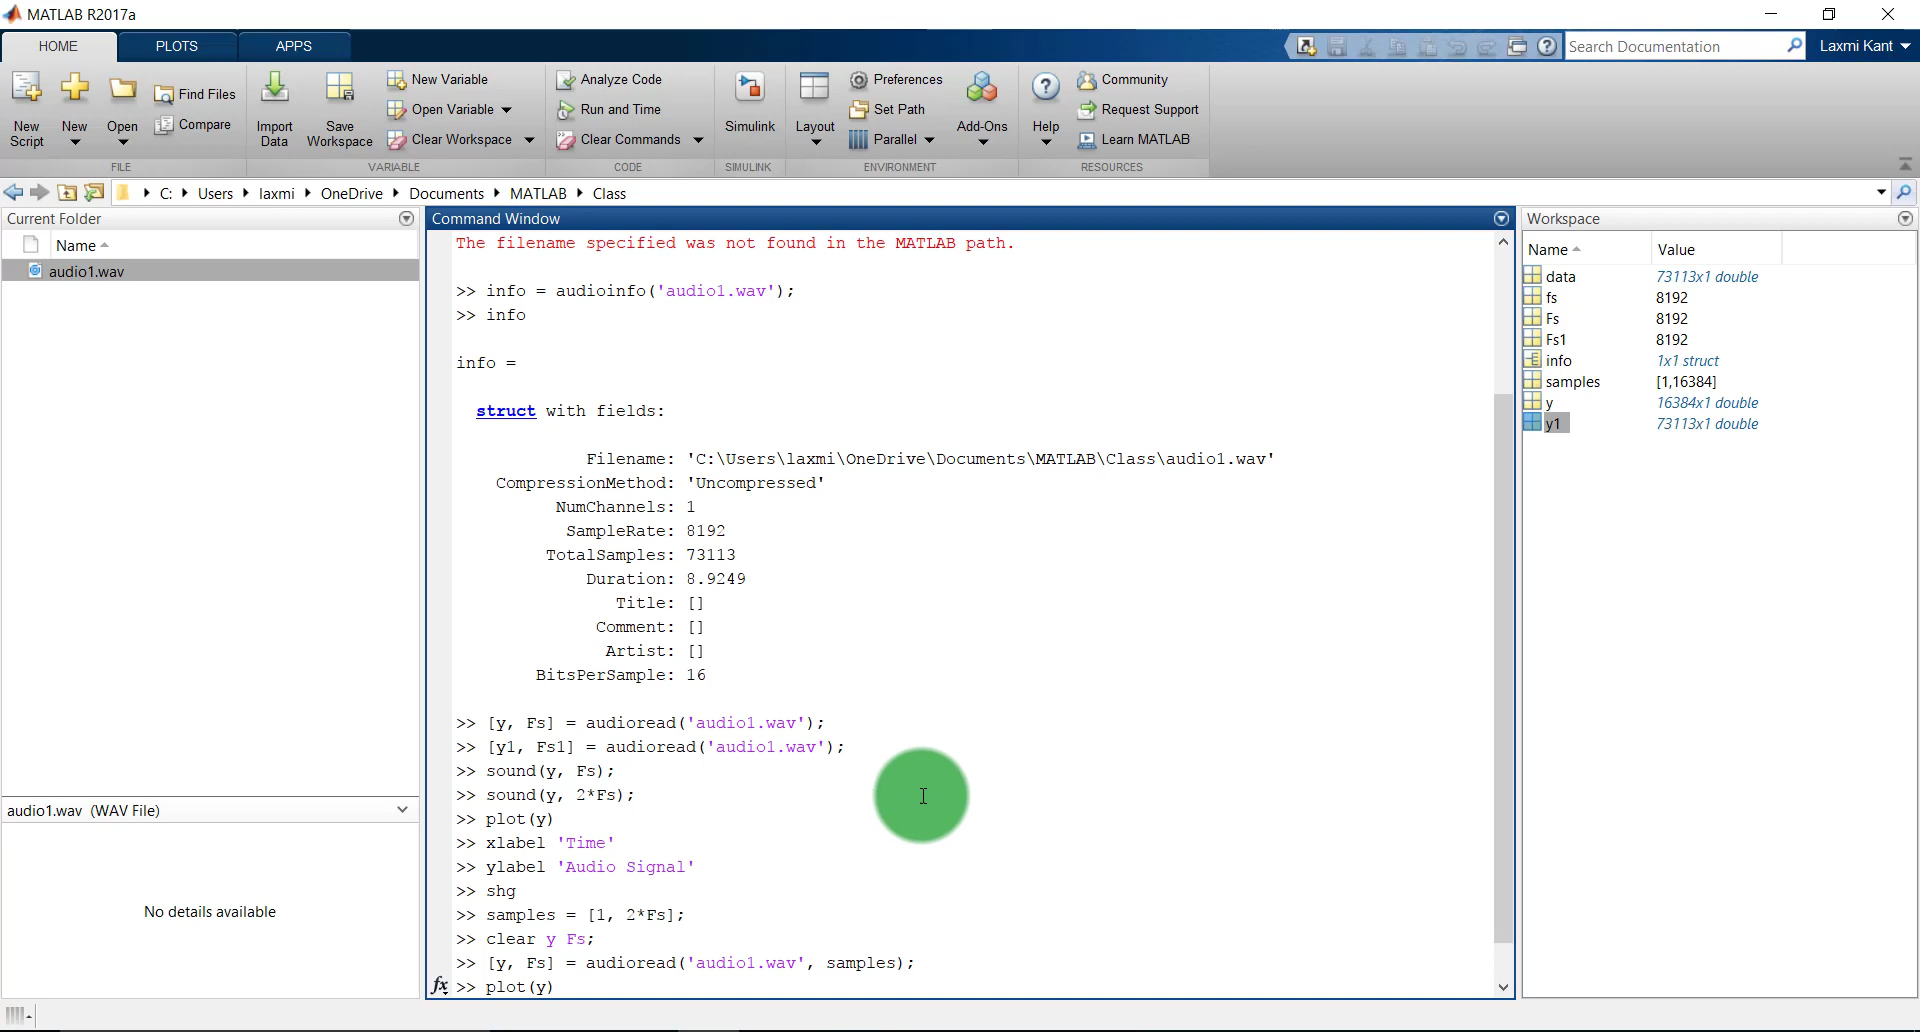 MATLAB R2017a
HOME PLOTS APPS
Search Documentation
Laxmi Kant
New Script
New
Open
Find Files
Compare
FILE
Import Data
Save Workspace
New Variable
Open Variable
Clear Workspace
VARIABLE
Analyze Code
Run and Time
Clear Commands
CODE
Simulink
SIMULINK
Layout
Preferences
Set Path
Parallel
Add-Ons
ENVIRONMENT
Help
Community
Request Support
Learn MATLAB
RESOURCES
C: Users laxmi OneDrive Documents MATLAB Class
Current Folder
Name
audio1.wav
audio1.wav (WAV File)
No details available
Command Window
The filename specified was not found in the MATLAB path.
>> info = audioinfo('audio1.wav');
>> info
info =
struct with fields:
Filename: 'C:\Users\laxmi\OneDrive\Documents\MATLAB\Class\audio1.wav'
CompressionMethod: 'Uncompressed'
NumChannels: 1
SampleRate: 8192
TotalSamples: 73113
Duration: 8.9249
Title: []
Comment: []
Artist: []
BitsPerSample: 16
>> [y, Fs] = audioread('audio1.wav');
>> [y1, Fs1] = audioread('audio1.wav');
>> sound(y, Fs);
>> sound(y, 2*Fs);
>> plot(y)
>> xlabel 'Time'
>> ylabel 'Audio Signal'
>> shg
>> samples = [1, 2*Fs];
>> clear y Fs;
>> [y, Fs] = audioread('audio1.wav', samples);
fx >> plot(y)
Workspace
Name Value
data 73113x1 double
fs 8192
Fs 8192
Fs1 8192
info 1x1 struct
samples [1,16384]
y 16384x1 double
y1 73113x1 double